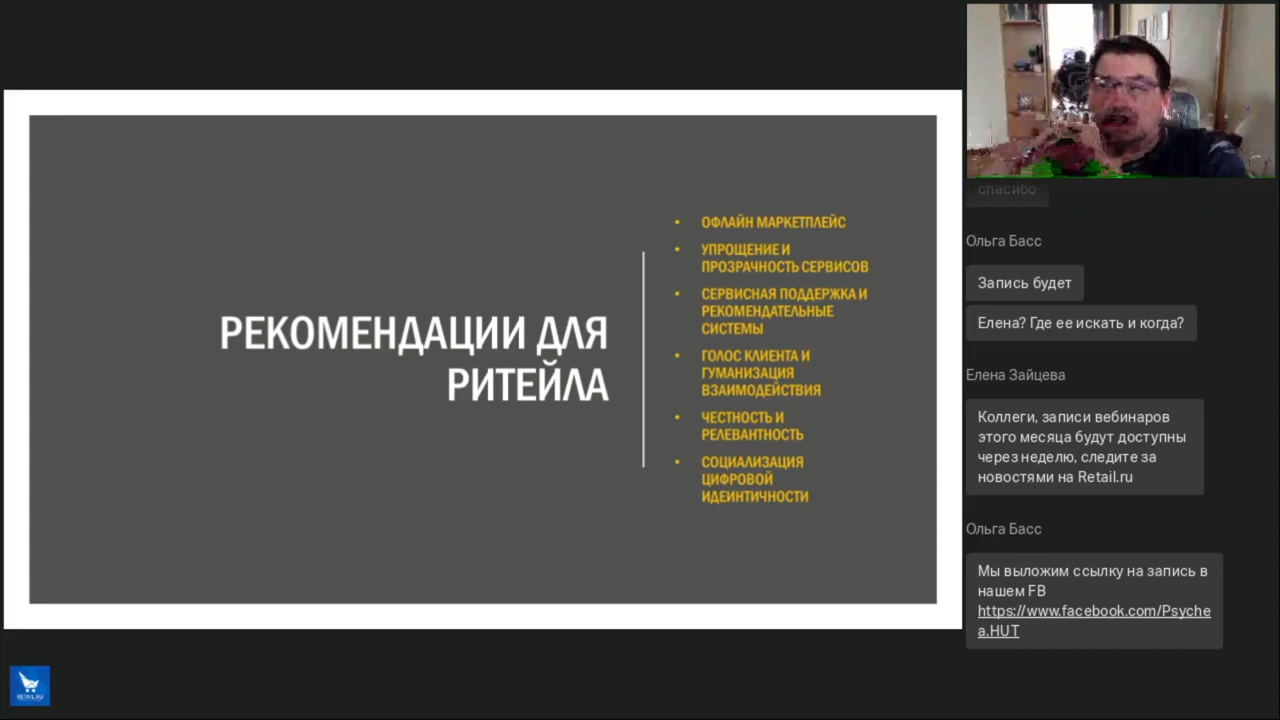 РЕКОМЕНДАЦИИ ДЛЯ
РИТЕЙЛА
• ОФЛАЙН МАРКЕТПЛЕЙС
• УПРОЩЕНИЕ И
ПРОЗРАЧНОСТЬ СЕРВИСОВ
• СЕРВИСНАЯ ПОДДЕРЖКА И
РЕКОМЕНДАТЕЛЬНЫЕ
СИСТЕМЫ
• ГОЛОС КЛИЕНТА И
ГУМАНИЗАЦИЯ
ВЗАИМОДЕЙСТВИЯ
• ЧЕСТНОСТЬ И
РЕЛЕВАНТНОСТЬ
• СОЦИАЛИЗАЦИЯ
ЦИФРОВОЙ
ИДЕИНТИЧНОСТИ
спасибо
Ольга Басс
Запись будет
Елена? Где ее искать и когда?
Елена Зайцева
Коллеги, записи вебинаров
этого месяца будут доступны
через неделю, следите за
новостями на Retail.ru
Ольга Басс
Мы выложим ссылку на запись в
нашем FB
https://www.facebook.com/Psyche
a.HUT
RETAIL.RU